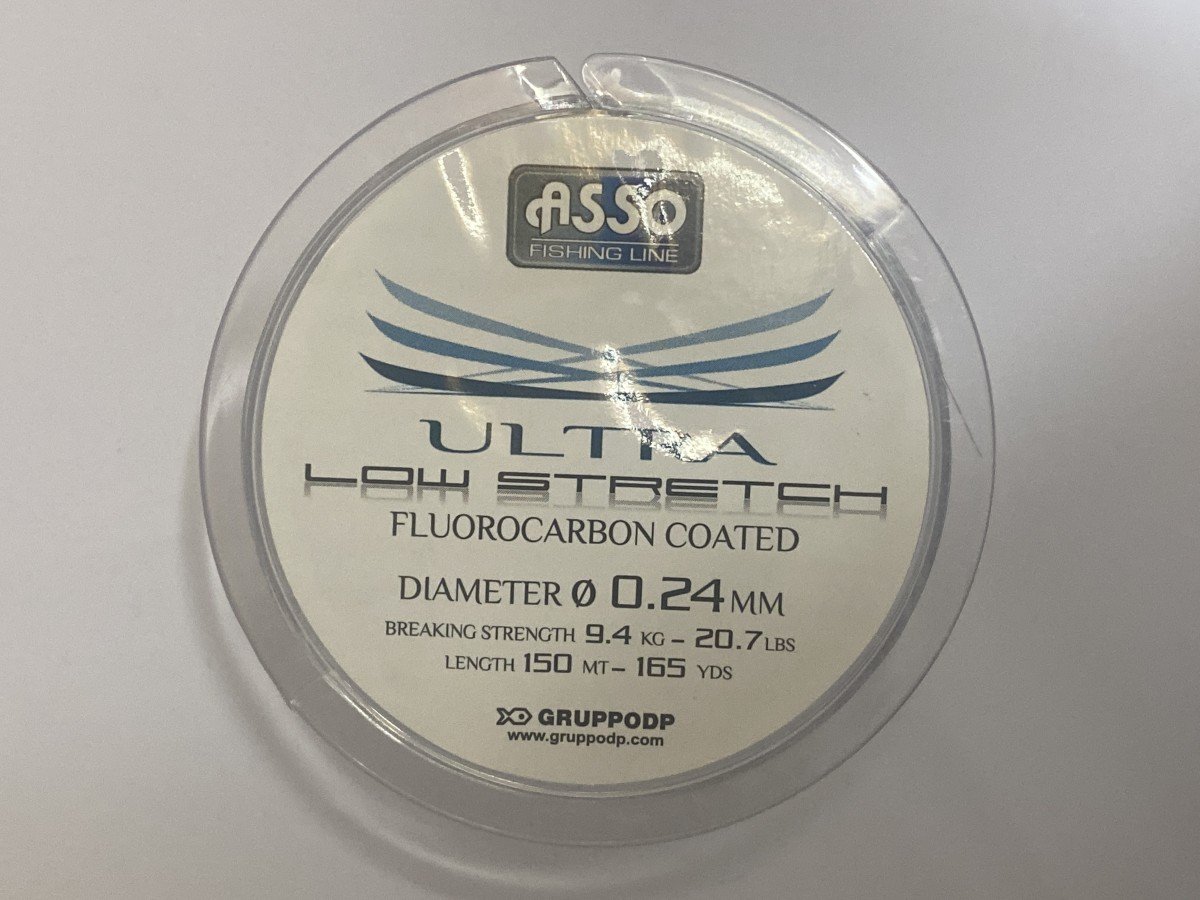 ASSO
FISHING LINE
ULTRA
LOW STRETCH
FLUOROCARBON COATED
DIAMETER Ø 0.24 MM
BREAKING STRENGTH 9.4 KG - 20.7 LBS
LENGTH 150 MT - 165 YDS
GRUPPODP
www.gruppodp.com